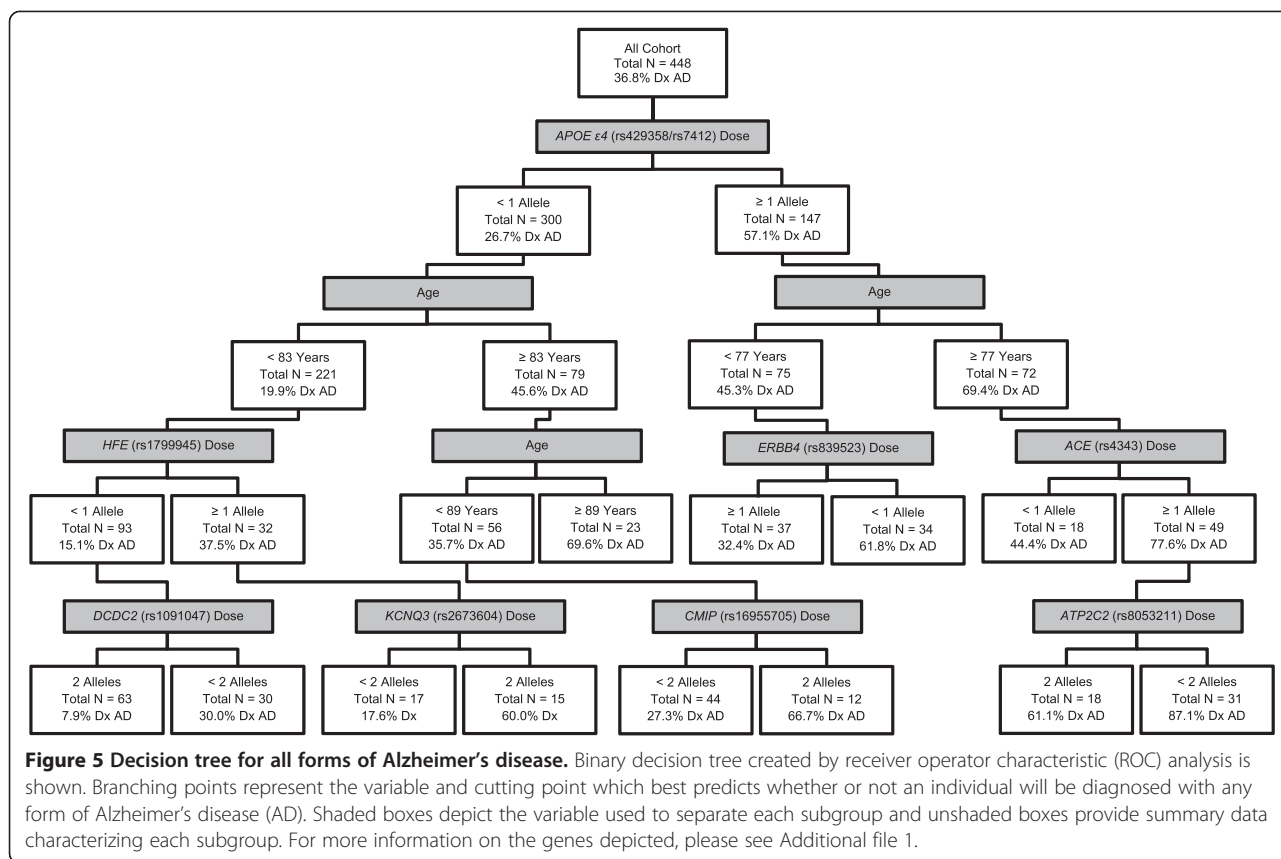 All Cohort
Total N = 448
36.8% Dx AD
APOE ε4 (rs429358/rs7412) Dose
< 1 Allele
Total N = 300
26.7% Dx AD
≥ 1 Allele
Total N = 147
57.1% Dx AD
Age
Age
< 83 Years
Total N = 221
19.9% Dx AD
≥ 83 Years
Total N = 79
45.6% Dx AD
< 77 Years
Total N = 75
45.3% Dx AD
≥ 77 Years
Total N = 72
69.4% Dx AD
HFE (rs1799945) Dose
Age
ERBB4 (rs839523) Dose
ACE (rs4343) Dose
< 1 Allele
Total N = 93
15.1% Dx AD
≥ 1 Allele
Total N = 32
37.5% Dx AD
< 89 Years
Total N = 56
35.7% Dx AD
≥ 89 Years
Total N = 23
69.6% Dx AD
≥ 1 Allele
Total N = 37
32.4% Dx AD
< 1 Allele
Total N = 34
61.8% Dx AD
< 1 Allele
Total N = 18
44.4% Dx AD
≥ 1 Allele
Total N = 49
77.6% Dx AD
DCDC2 (rs1091047) Dose
KCNQ3 (rs2673604) Dose
CMIP (rs16955705) Dose
ATP2C2 (rs8053211) Dose
2 Alleles
Total N = 63
7.9% Dx AD
< 2 Alleles
Total N = 30
30.0% Dx AD
< 2 Alleles
Total N = 17
17.6% Dx
2 Alleles
Total N = 15
60.0% Dx
< 2 Alleles
Total N = 44
27.3% Dx AD
2 Alleles
Total N = 12
66.7% Dx AD
2 Alleles
Total N = 18
61.1% Dx AD
< 2 Alleles
Total N = 31
87.1% Dx AD
Figure 5 Decision tree for all forms of Alzheimer's disease. Binary decision tree created by receiver operator characteristic (ROC) analysis is
shown. Branching points represent the variable and cutting point which best predicts whether or not an individual will be diagnosed with any
form of Alzheimer's disease (AD). Shaded boxes depict the variable used to separate each subgroup and unshaded boxes provide summary data
characterizing each subgroup. For more information on the genes depicted, please see Additional file 1.